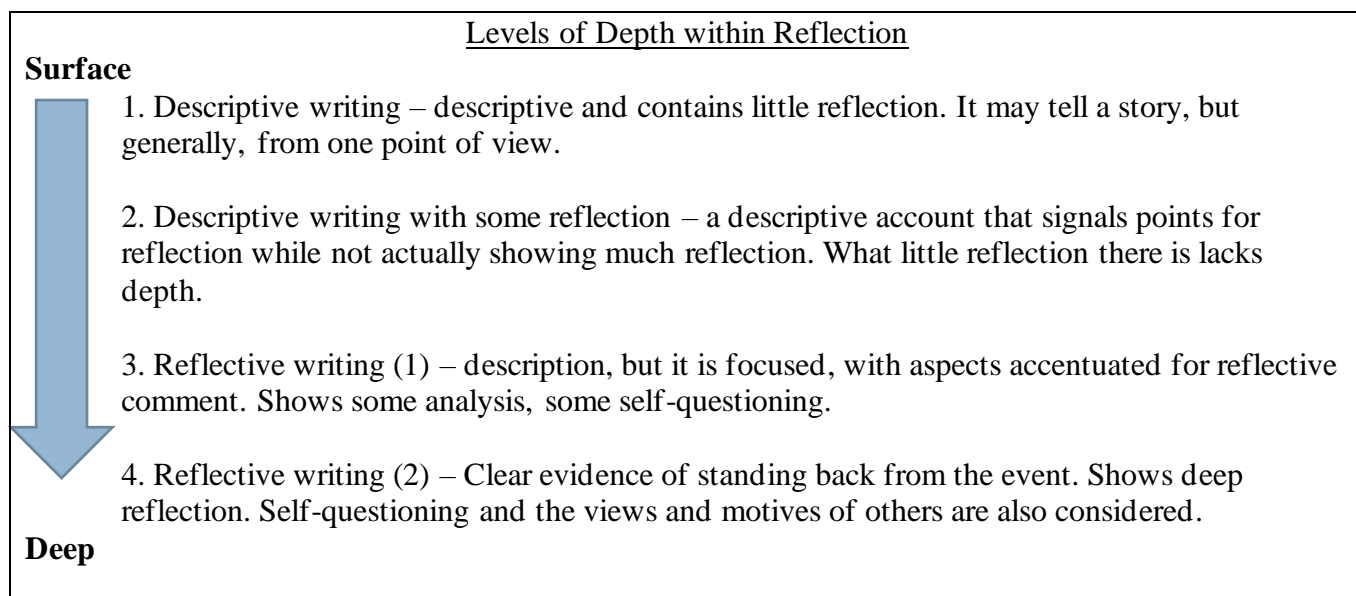 Levels of Depth within Reflection
Surface
1. Descriptive writing – descriptive and contains little reflection. It may tell a story, but
generally, from one point of view.
2. Descriptive writing with some reflection – a descriptive account that signals points for
reflection while not actually showing much reflection. What little reflection there is lacks
depth.
3. Reflective writing (1) – description, but it is focused, with aspects accentuated for reflective
comment. Shows some analysis, some self-questioning.
4. Reflective writing (2) – Clear evidence of standing back from the event. Shows deep
reflection. Self-questioning and the views and motives of others are also considered.
Deep